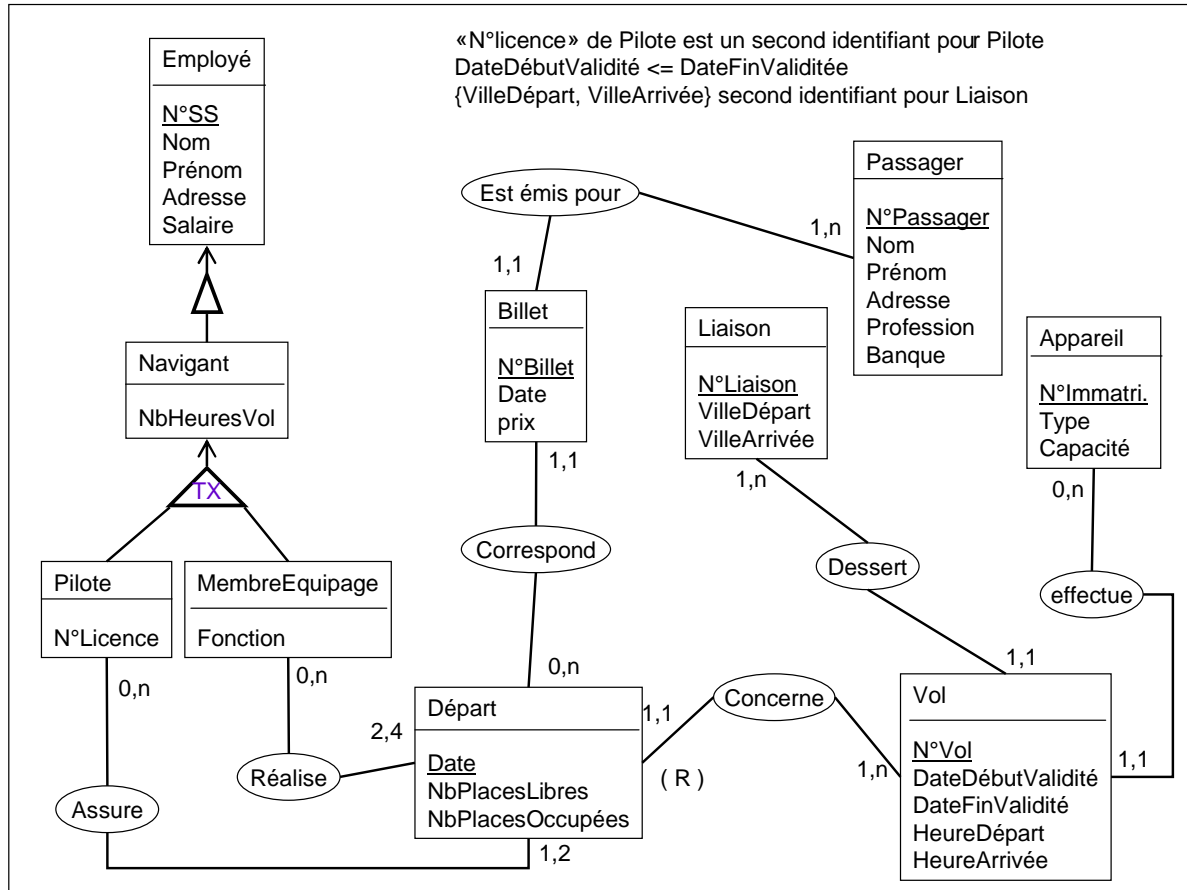 «N°licence» de Pilote est un second identifiant pour Pilote
DateDébutValidité <= DateFinValiditée
{VilleDépart, VilleArrivée} second identifiant pour Liaison
Employé
N°SS
Nom
Prénom
Adresse
Salaire
Est émis pour
1,1
1,n
Passager
N°Passager
Nom
Prénom
Adresse
Profession
Banque
Billet
N°Billet
Date
prix
1,1
Liaison
N°Liaison
VilleDépart
VilleArrivée
1,n
Appareil
N°Immatri.
Type
Capacité
0,n
Navigant
NbHeuresVol
TX
Correspond
0,n
Dessert
1,1
effectue
1,1
Pilote
N°Licence
0,n
MembreEquipage
Fonction
0,n
Réalise
2,4
Assure
1,2
Départ
Date
NbPlacesLibres
NbPlacesOccupées
1,1
( R )
Concerne
1,n
Vol
N°Vol
DateDébutValidité
DateFinValidité
HeureDépart
HeureArrivée